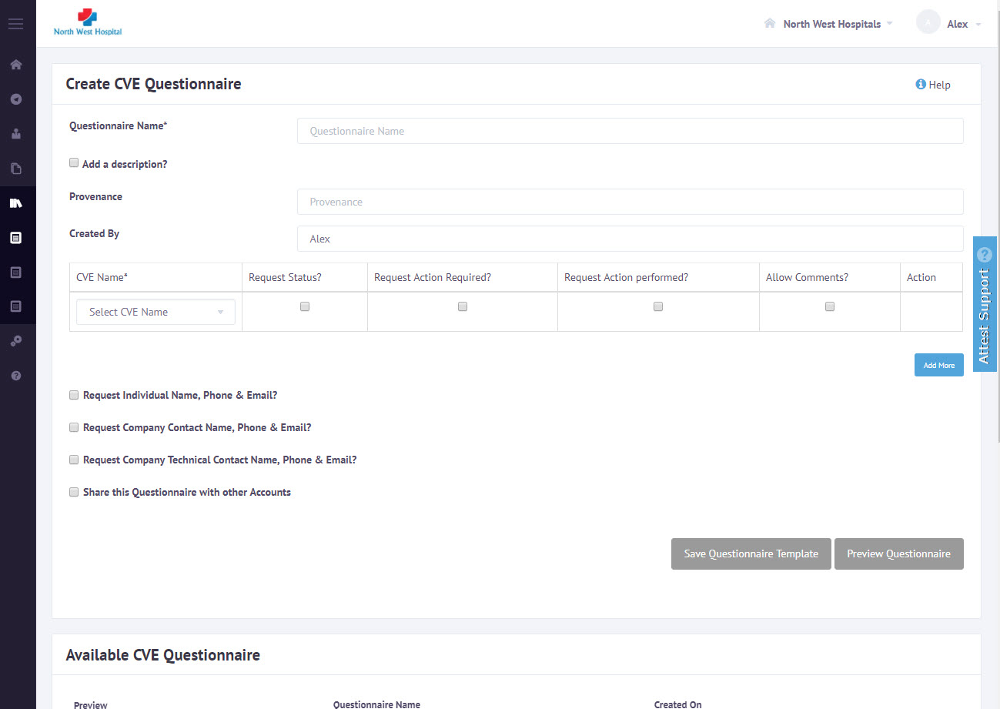 North West Hospital
North West Hospitals
A
Alex
Create CVE Questionnaire
Help
Questionnaire Name*
Questionnaire Name
Add a description?
Provenance
Provenance
Created By
Alex
CVE Name* Request Status? Request Action Required? Request Action performed? Allow Comments? Action
Select CVE Name
Add More
Attest Support
Request Individual Name, Phone & Email?
Request Company Contact Name, Phone & Email?
Request Company Technical Contact Name, Phone & Email?
Share this Questionnaire with other Accounts
Save Questionnaire Template Preview Questionnaire
Available CVE Questionnaire
Preview Questionnaire Name Created On